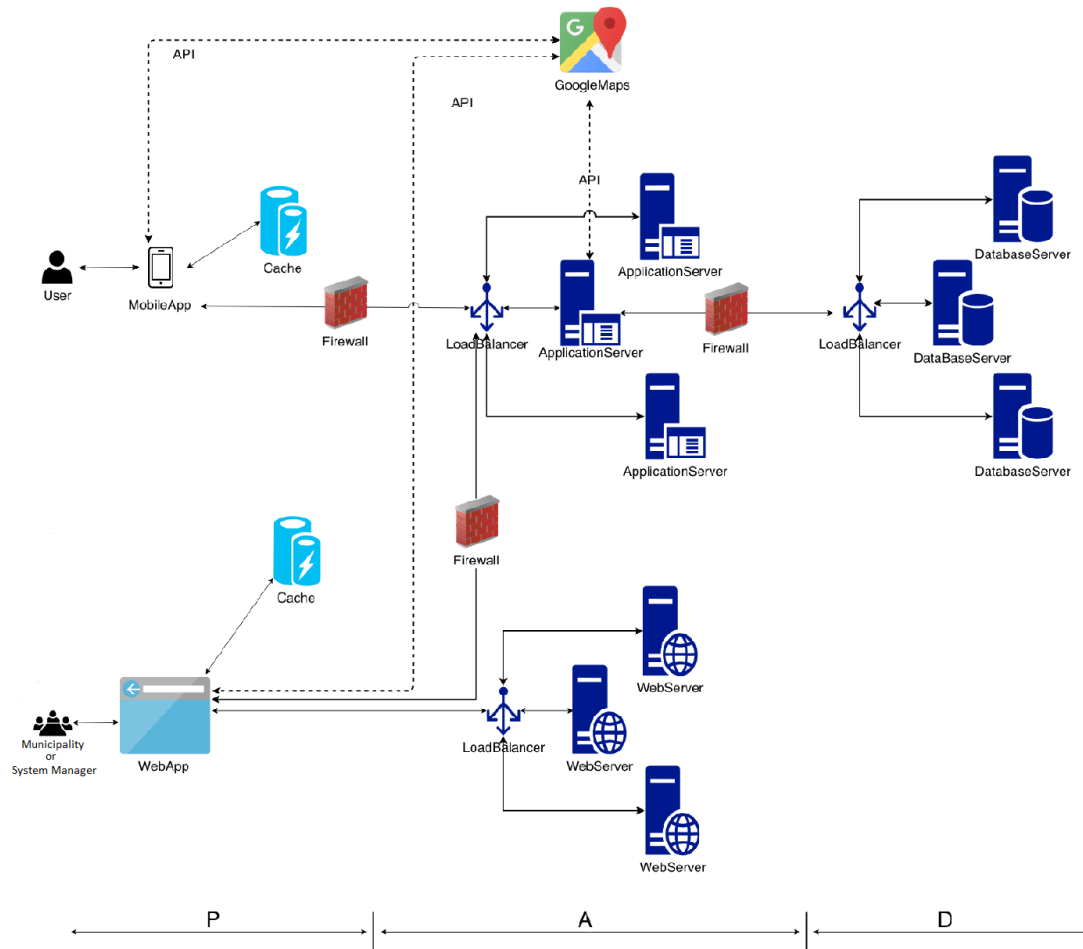 G
API
GoogleMaps
API
API
Cache
User
MobileApp
Firewall
LoadBalancer
ApplicationServer
ApplicationServer
ApplicationServer
Firewall
LoadBalancer
DatabaseServer
DataBaseServer
DatabaseServer
Firewall
Cache
WebServer
WebServer
WebServer
LoadBalancer
Municipality
or
System Manager
WebApp
P
A
D